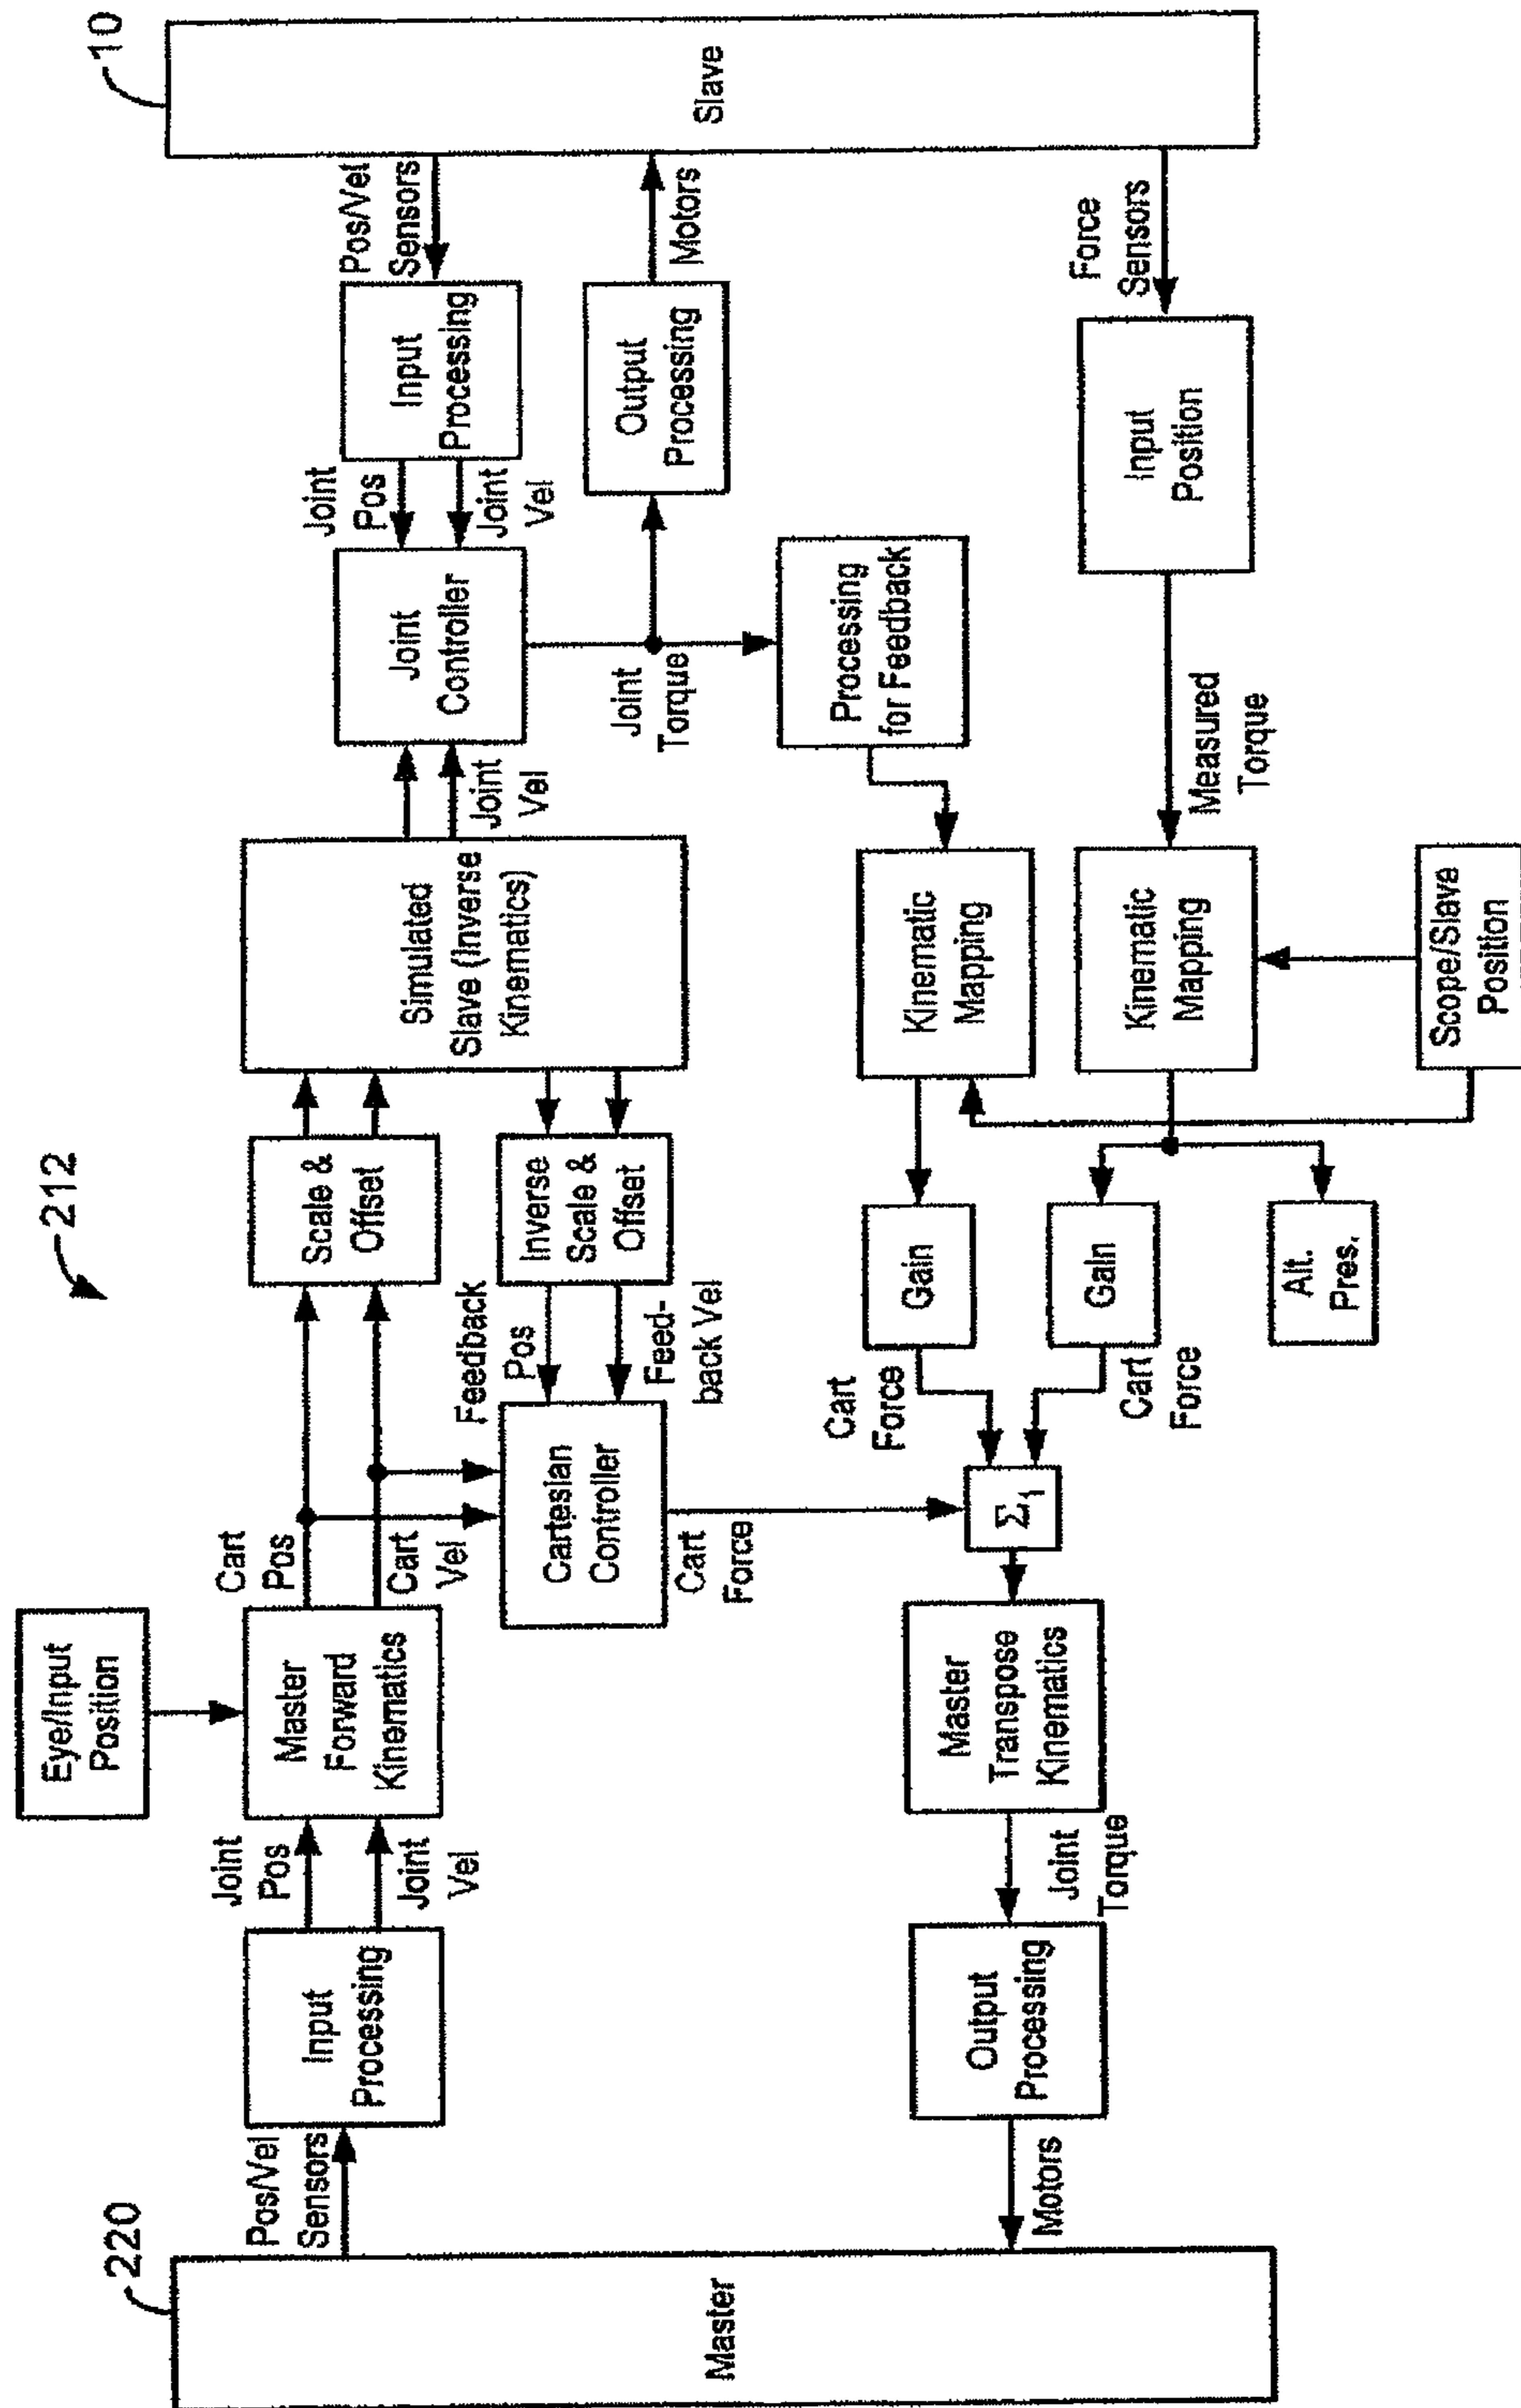 212
220
Master
Pos/Vel
Sensors
Input
Processing
Joint
Pos
Joint
Vel
Eye/Input
Position
Master
Forward
Kinematics
Cart
Pos
Cart
Vel
Scale &
Offset
Cartesian
Controller
Feedback
Pos
Feed-
back Vel
Inverse
Scale &
Offset
Simulated
Slave (Inverse
Kinematics)
Joint
Vel
Joint
Controller
Joint
Pos
Joint
Vel
Input
Processing
Pos/Vel
Sensors
10
Slave
Joint
Torque
Output
Processing
Motors
Processing
for Feedback
Kinematic
Mapping
Gain
Cart
Force
Cart
Force
Σ1
Master
Transpose
Kinematics
Joint
Torque
Output
Processing
Motors
Cart
Force
Gain
Alt.
Pres.
Kinematic
Mapping
Measured
Torque
Input
Position
Force
Sensors
Scope/Slave
Position